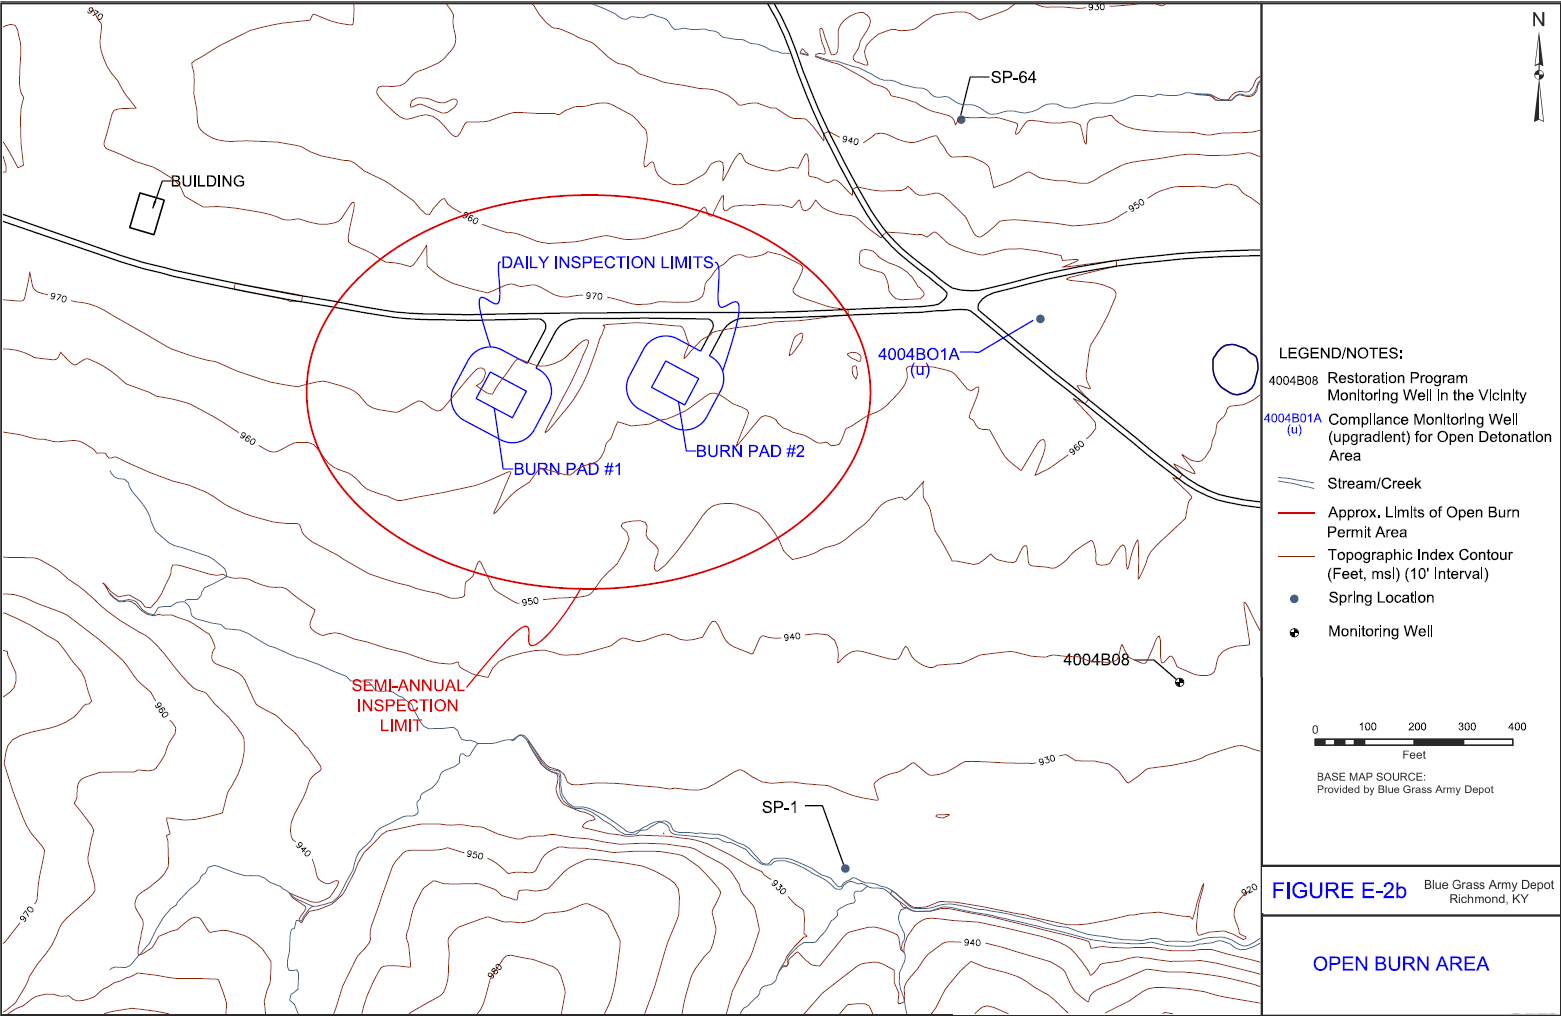 970
930
N
SP-64
940
BUILDING
950
960
DAILY INSPECTION LIMITS
970
970
4004BO1A
(u)
960
960
BURN PAD #2
BURN PAD #1
950
940
4004B08
SEMI-ANNUAL
INSPECTION
LIMIT
960
930
SP-1
940
950
930
920
970
980
940
LEGEND/NOTES:
4004B08 Restoration Program
Monitoring Well in the Vicinity
4004B01A Compliance Monitoring Well
(u) (upgradient) for Open Detonation
Area
Stream/Creek
Approx. Limits of Open Burn
Permit Area
Topographic Index Contour
(Feet, msl) (10' Interval)
Spring Location
Monitoring Well
0 100 200 300 400
Feet
BASE MAP SOURCE:
Provided by Blue Grass Army Depot
FIGURE E-2b
Blue Grass Army Depot
Richmond, KY
OPEN BURN AREA